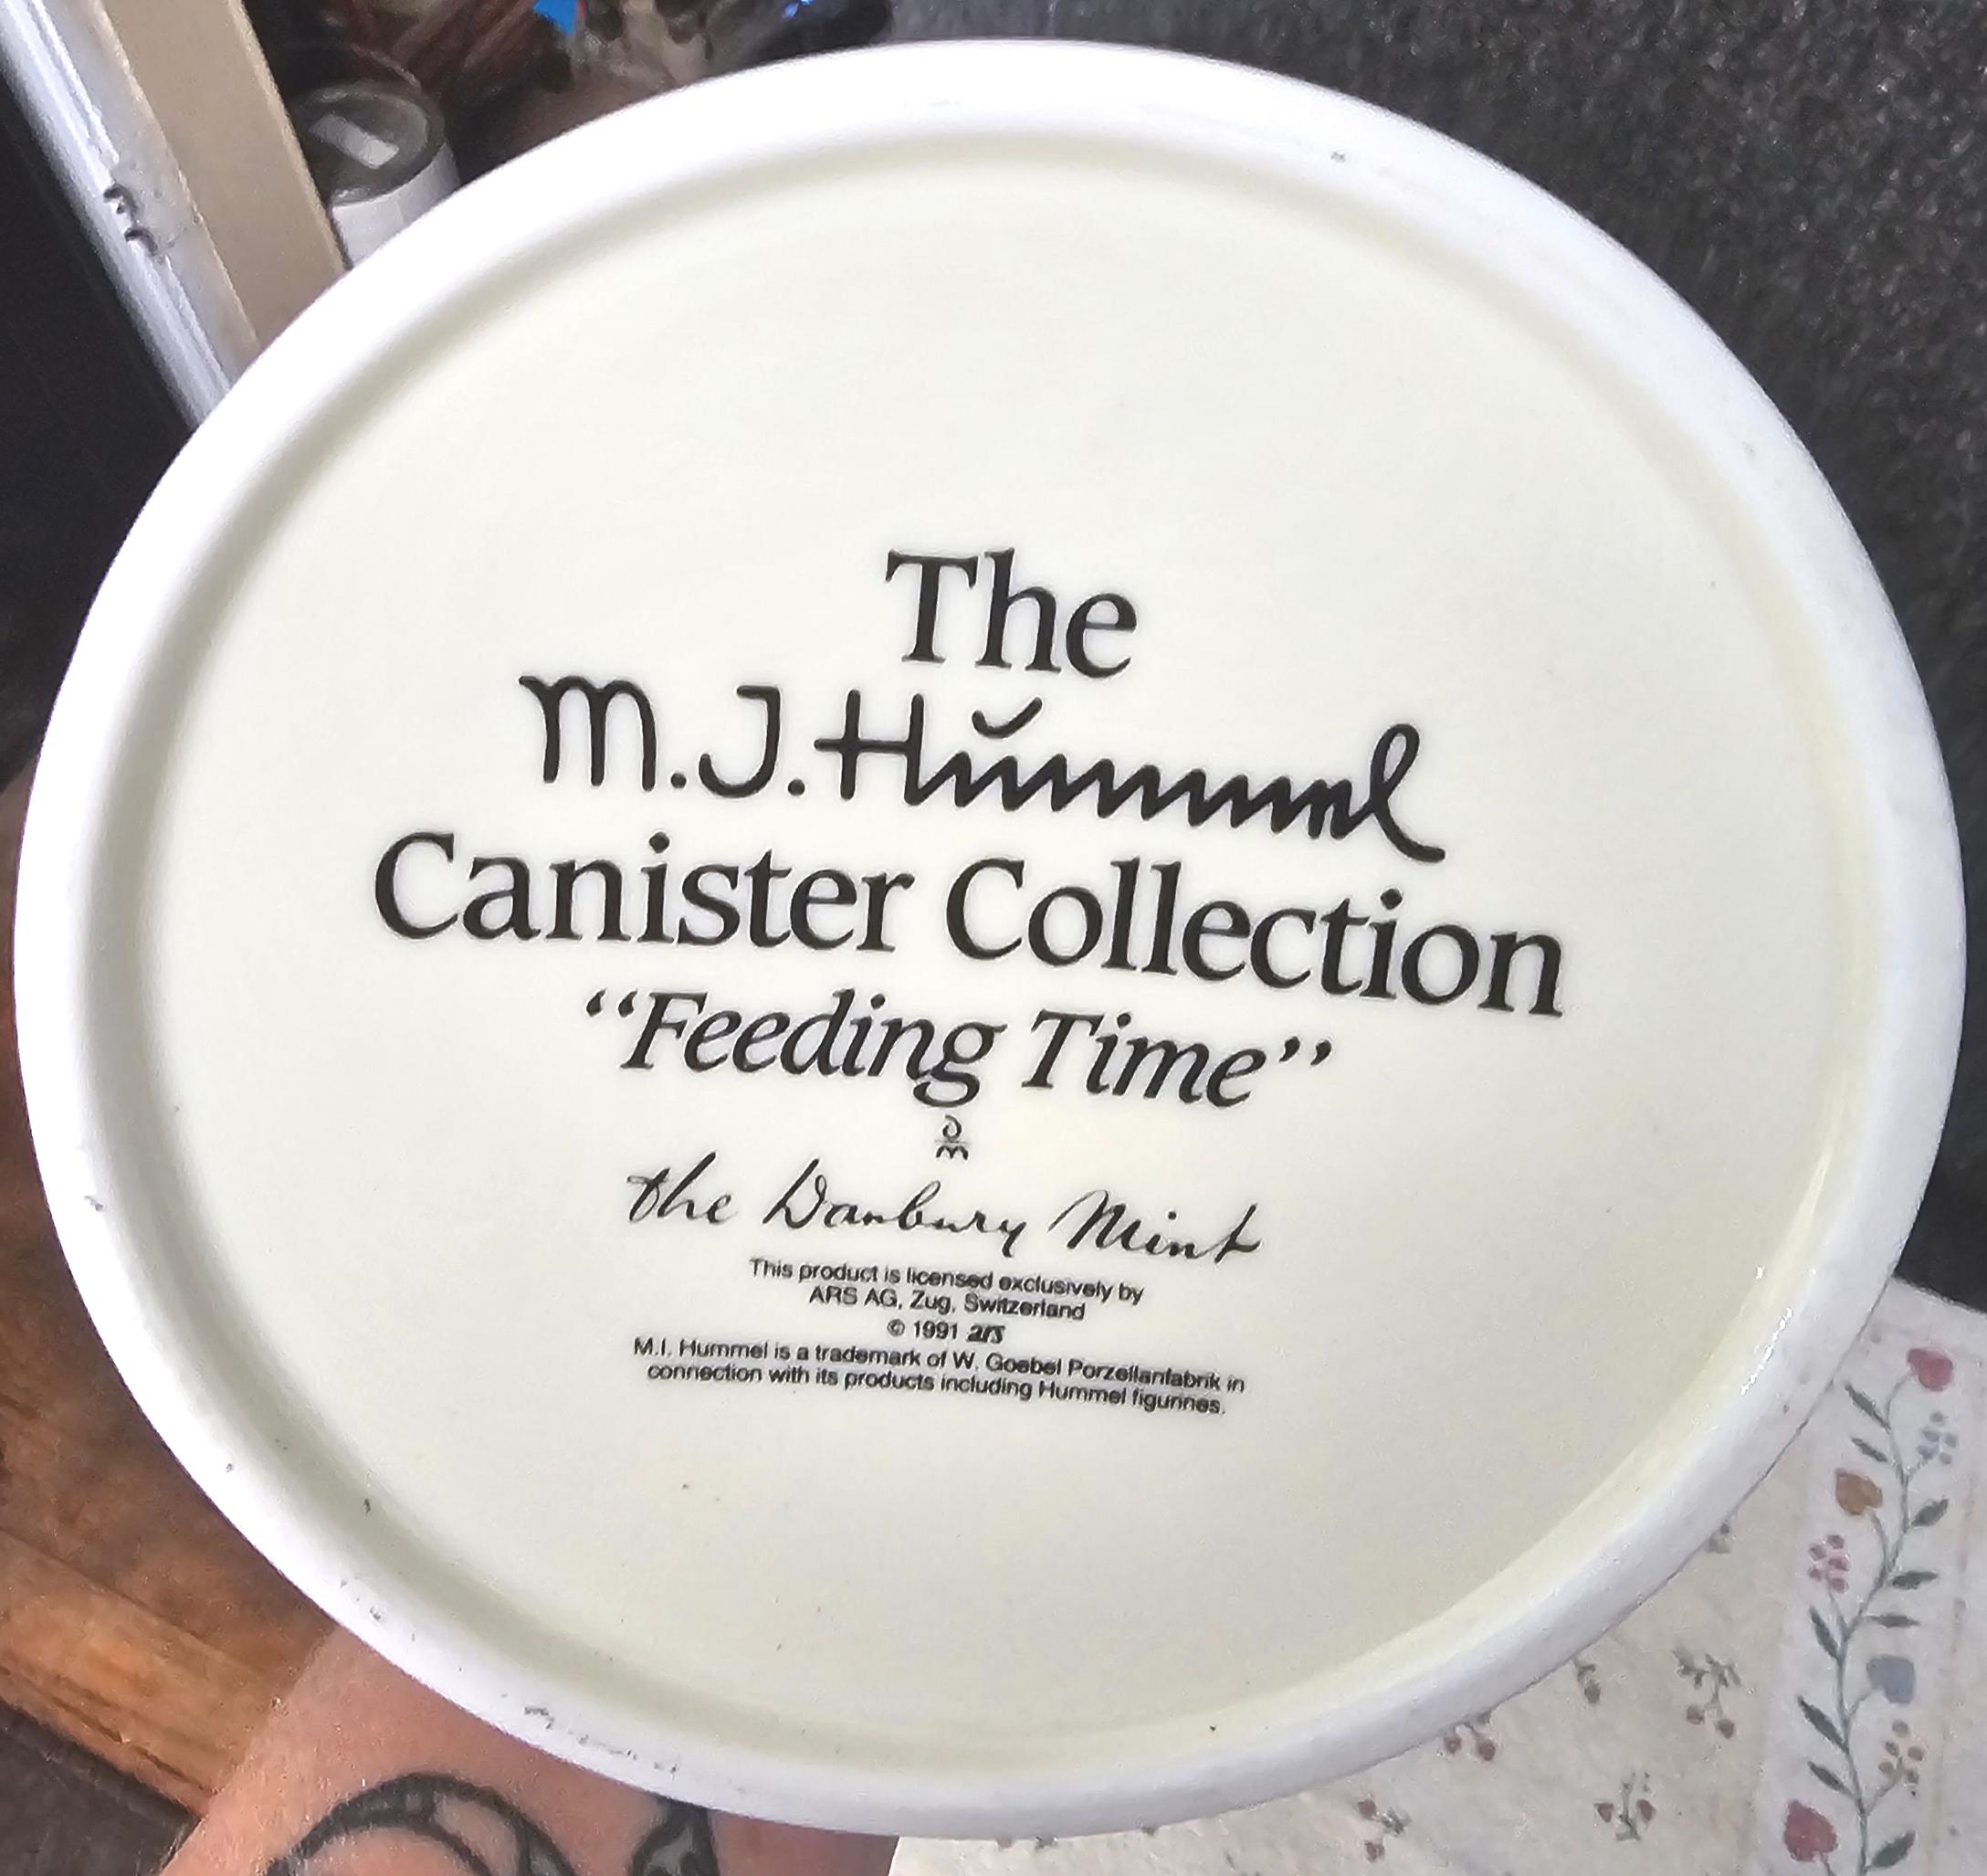 The
M.J. Hummel
Canister Collection
“Feeding Time”
D
M
the Danbury Mint
This product is licensed exclusively by
ARS AG, Zug, Switzerland
© 1991 ars
M.I. Hummel is a trademark of W. Goebel Porzellanfabrik in
connection with its products including Hummel figurines.